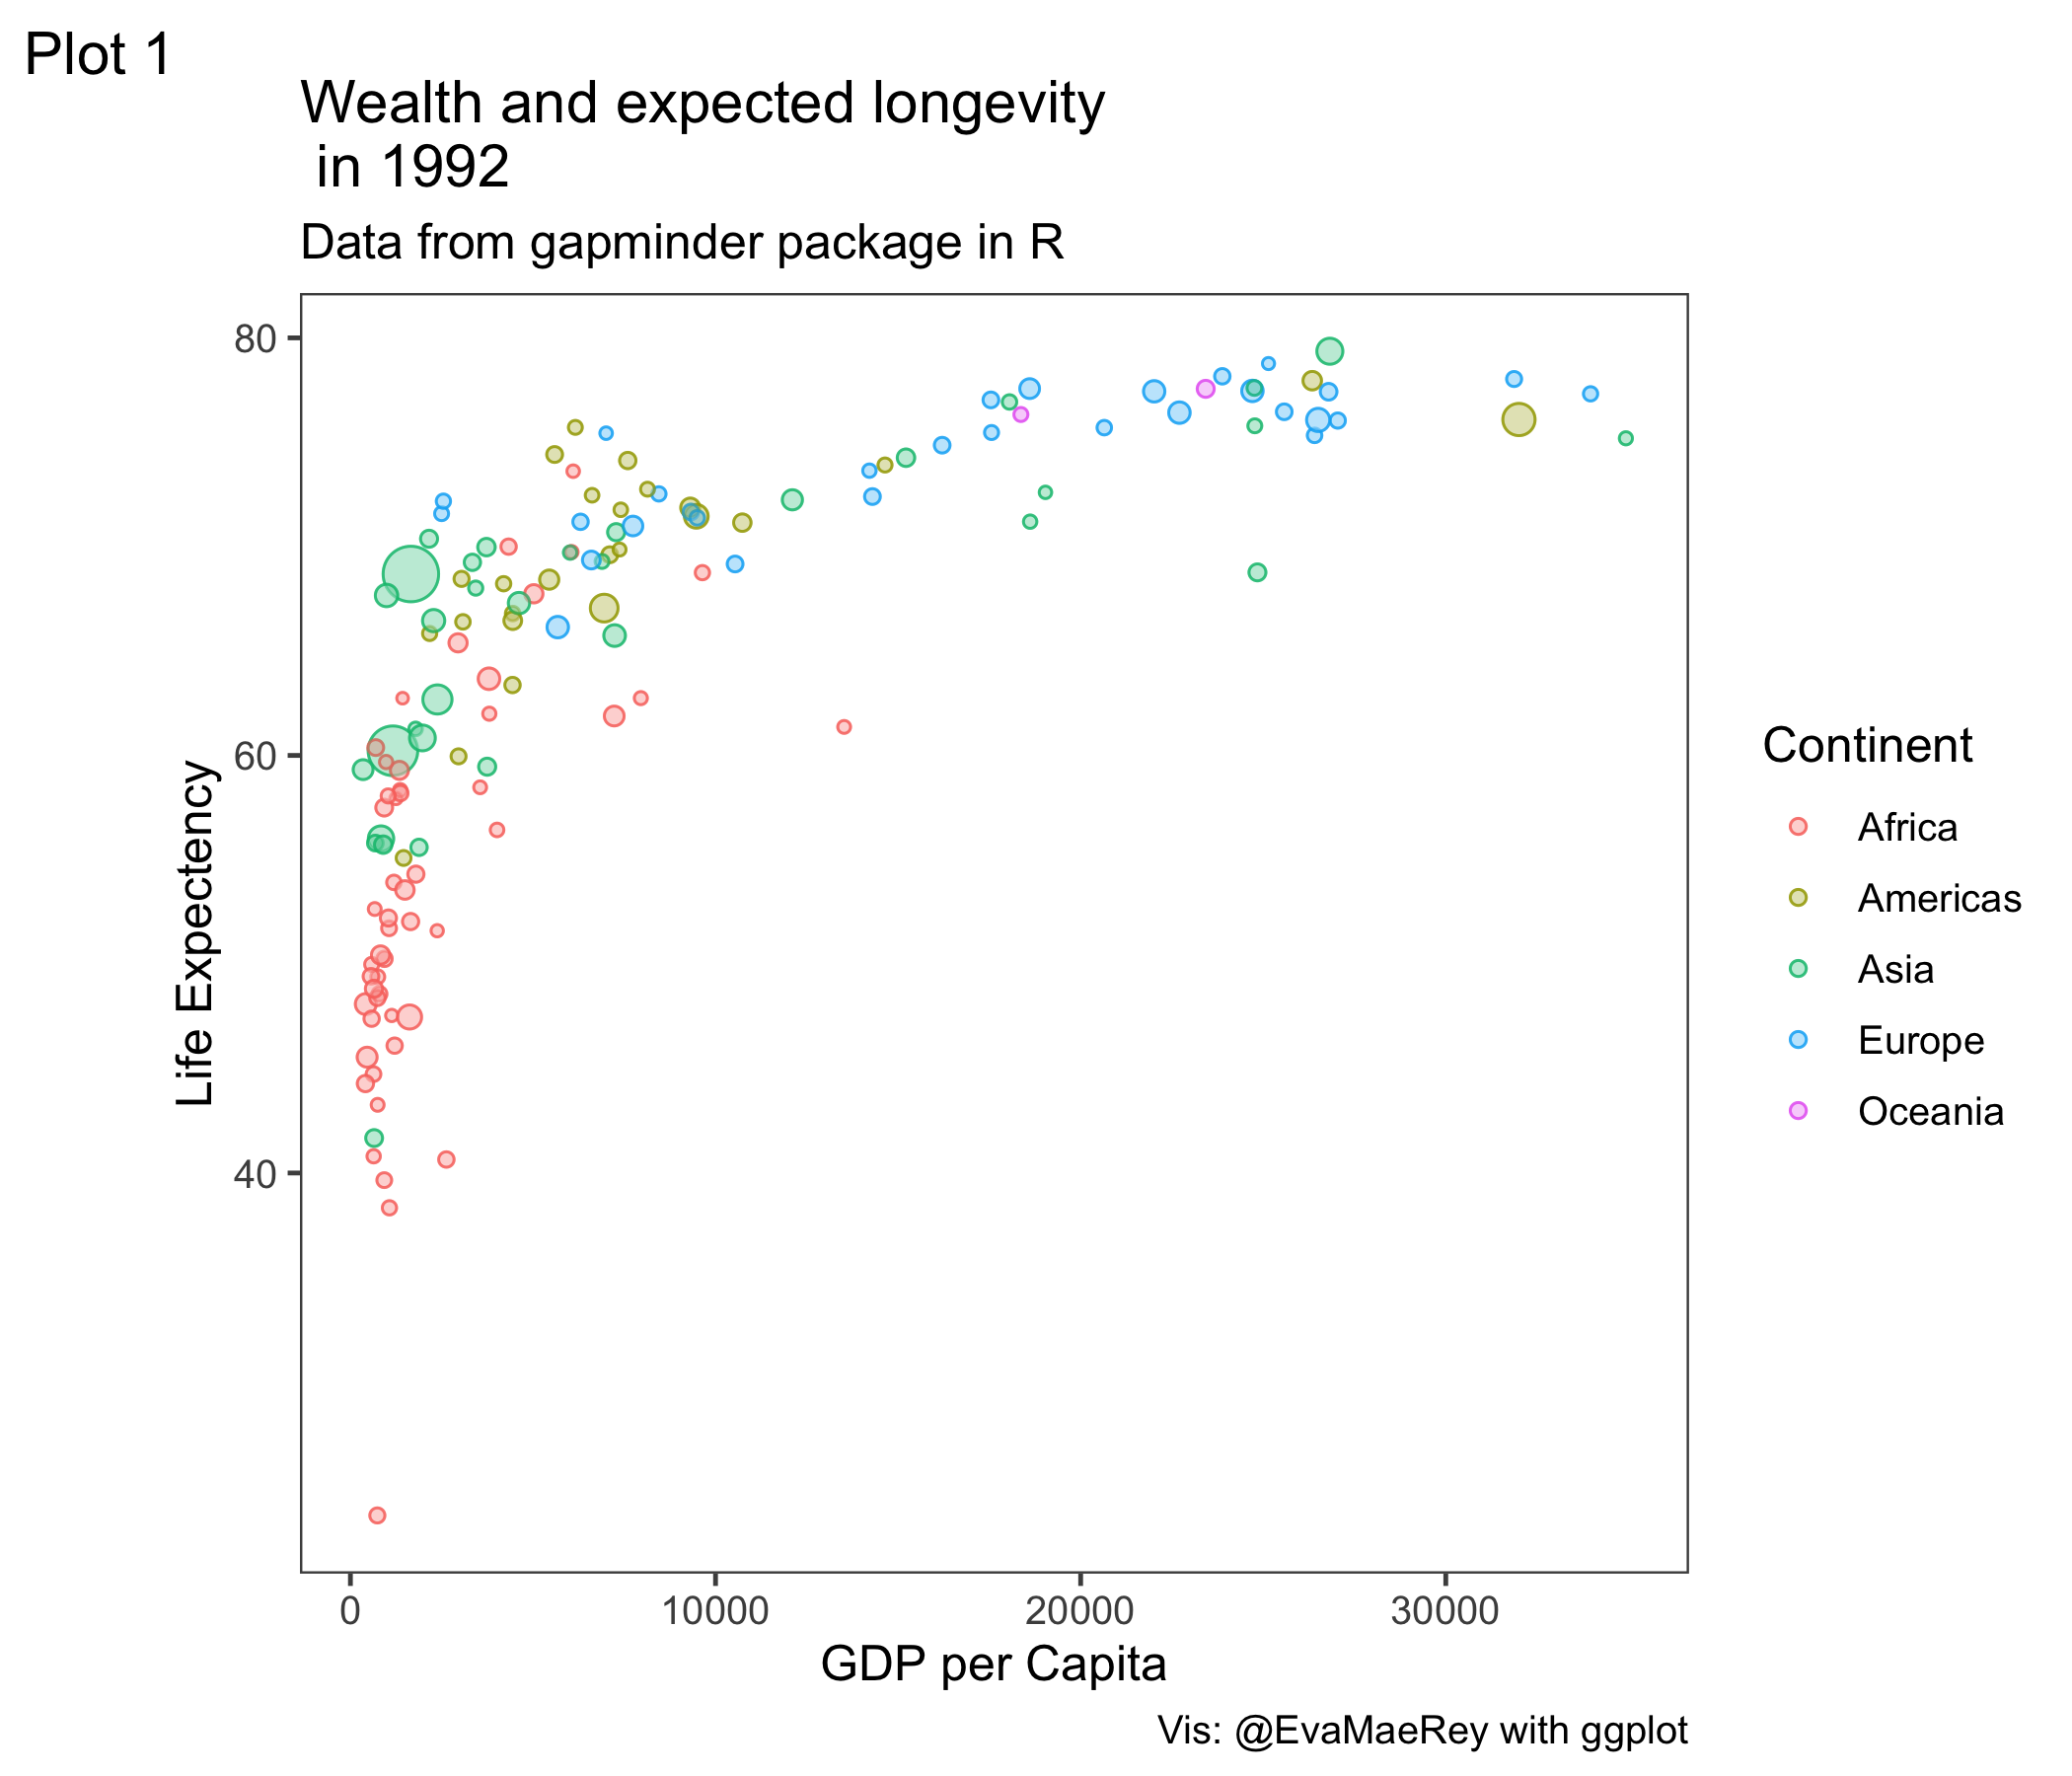 Plot 1
Wealth and expected longevity
in 1992
Data from gapminder package in R
80
60
40
Life Expectency
0 10000 20000 30000
GDP per Capita
Continent
Africa
Americas
Asia
Europe
Oceania
Vis: @EvaMaeRey with ggplot